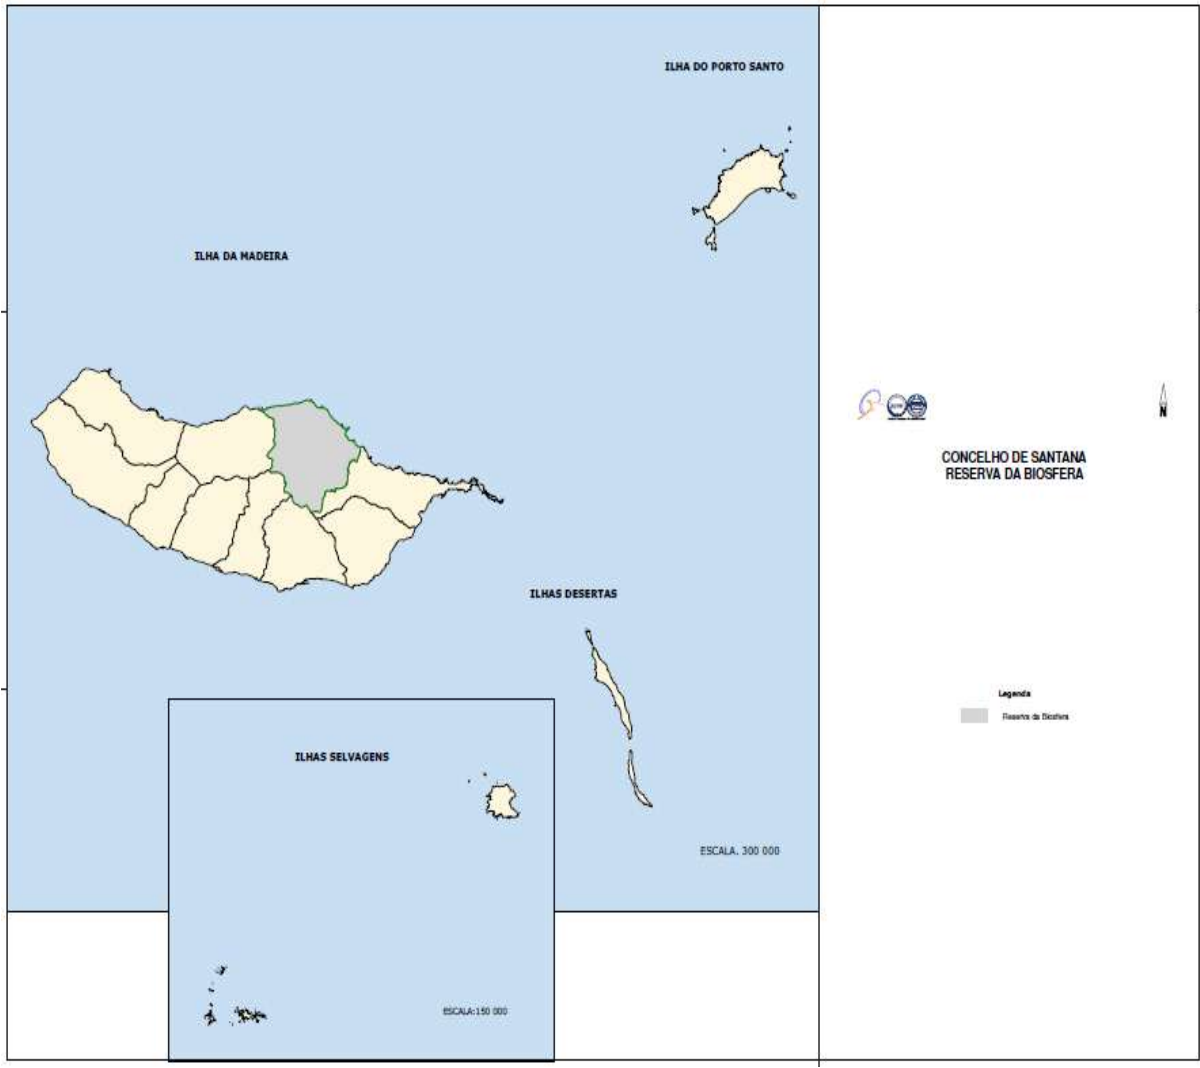 ILHA DO PORTO SANTO
ILHA DA MADEIRA
ILHAS DESERTAS
ILHAS SELVAGENS
ESCALA. 300 000
ESCALA:150 000
N
CONCELHO DE SANTANA
RESERVA DA BIOSFERA
Legenda
Reserva da Biosfera